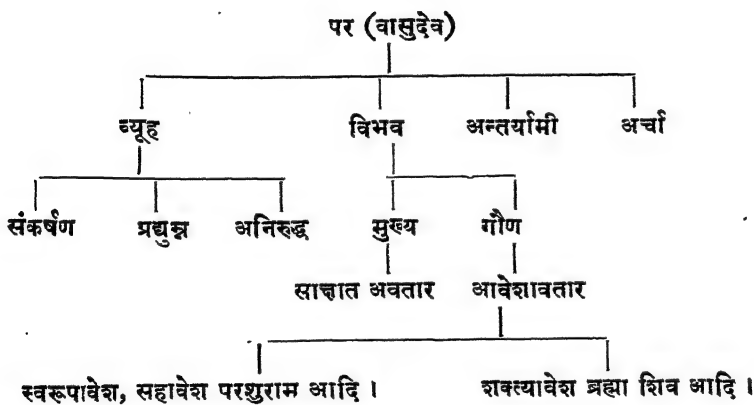 पर (वासुदेव)
व्यूह विभव अन्तर्यामी अर्चा
संकर्षण प्रद्युम्न अनिरुद्ध मुख्य गौण
साक्षात अवतार आवेशावतार
स्वरूपावेश, सहावेश परशुराम आदि । शक्त्यावेश ब्रह्मा शिव आदि ।